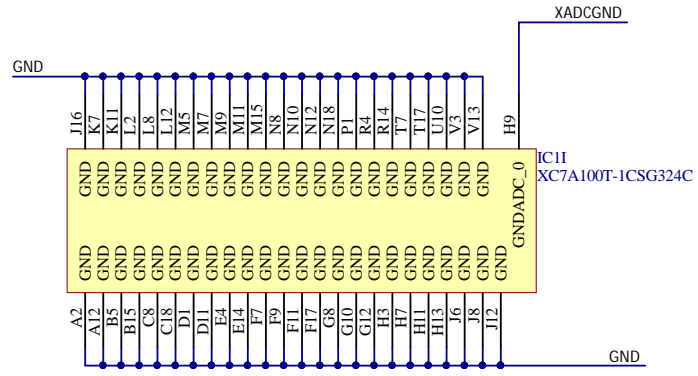 XADCGND
GND
J16 K7 K11 L2 L8 L12 M5 M7 M9 M11 M15 N8 N10 N12 N18 P1 R4 R14 T7 T17 U10 V3 V13 H9
IC1I
XC7A100T-1CSG324C
GND GND GND GND GND GND GND GND GND GND GND GND GND GND GND GND GND GND GND GND GND GND GND GNDADC_0
GND GND GND GND GND GND GND GND GND GND GND GND GND GND GND GND GND GND GND GND GND GND GND GND
A2 A12 B5 B15 C8 C18 D1 D11 E4 E14 F7 F9 F11 F17 G8 G10 G12 H3 H7 H11 H13 J6 J8 J12
GND